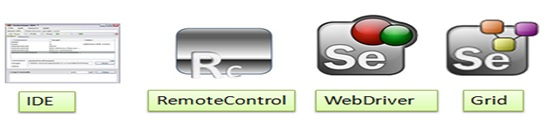 Rc
Se
Se
IDE
RemoteControl
WebDriver
Grid